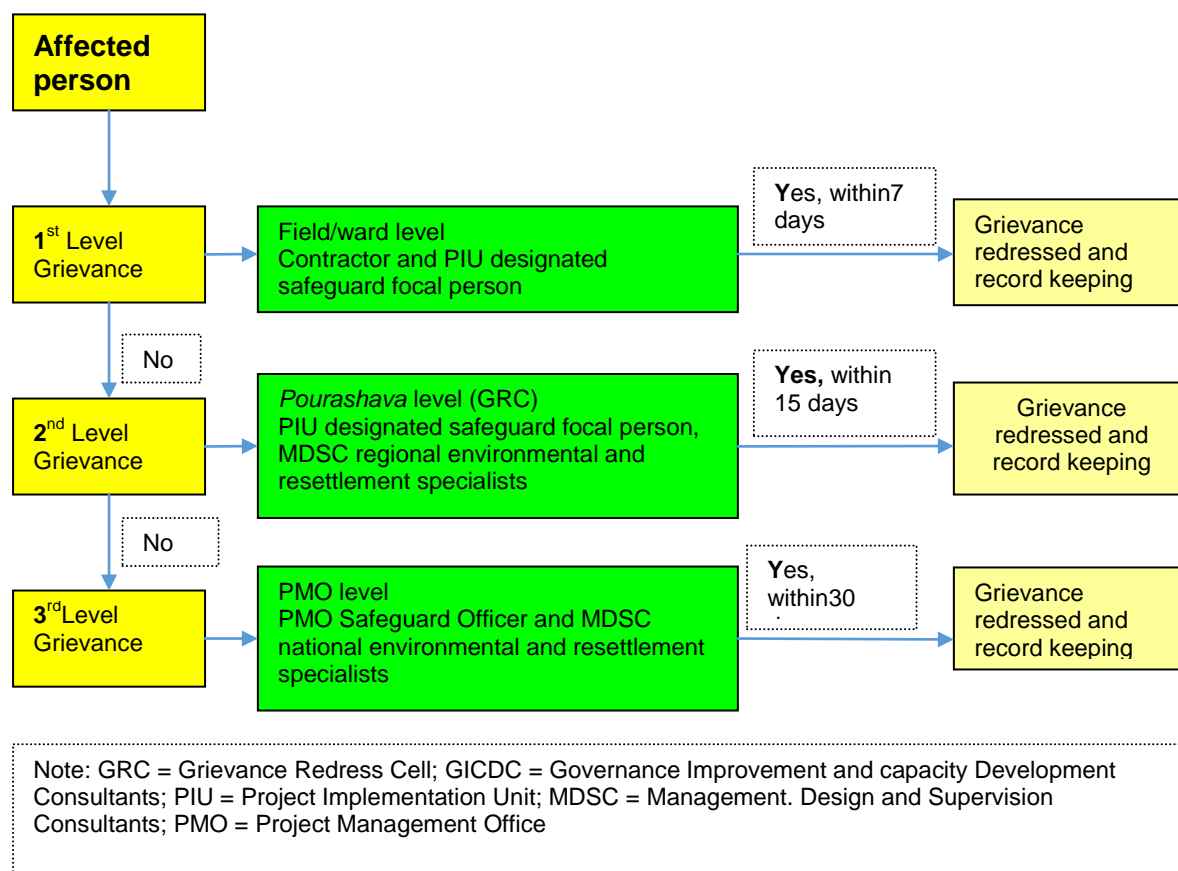 Affected
person
1st Level
Grievance
Field/ward level
Contractor and PIU designated
safeguard focal person
Yes, within7
days
Grievance
redressed and
record keeping
No
2nd Level
Grievance
Pourashava level (GRC)
PIU designated safeguard focal person,
MDSC regional environmental and
resettlement specialists
Yes, within
15 days
Grievance
redressed and
record keeping
No
3rdLevel
Grievance
PMO level
PMO Safeguard Officer and MDSC
national environmental and resettlement
specialists
Yes,
within30
Grievance
redressed and
record keeping
Note: GRC = Grievance Redress Cell; GICDC = Governance Improvement and capacity Development
Consultants; PIU = Project Implementation Unit; MDSC = Management. Design and Supervision
Consultants; PMO = Project Management Office